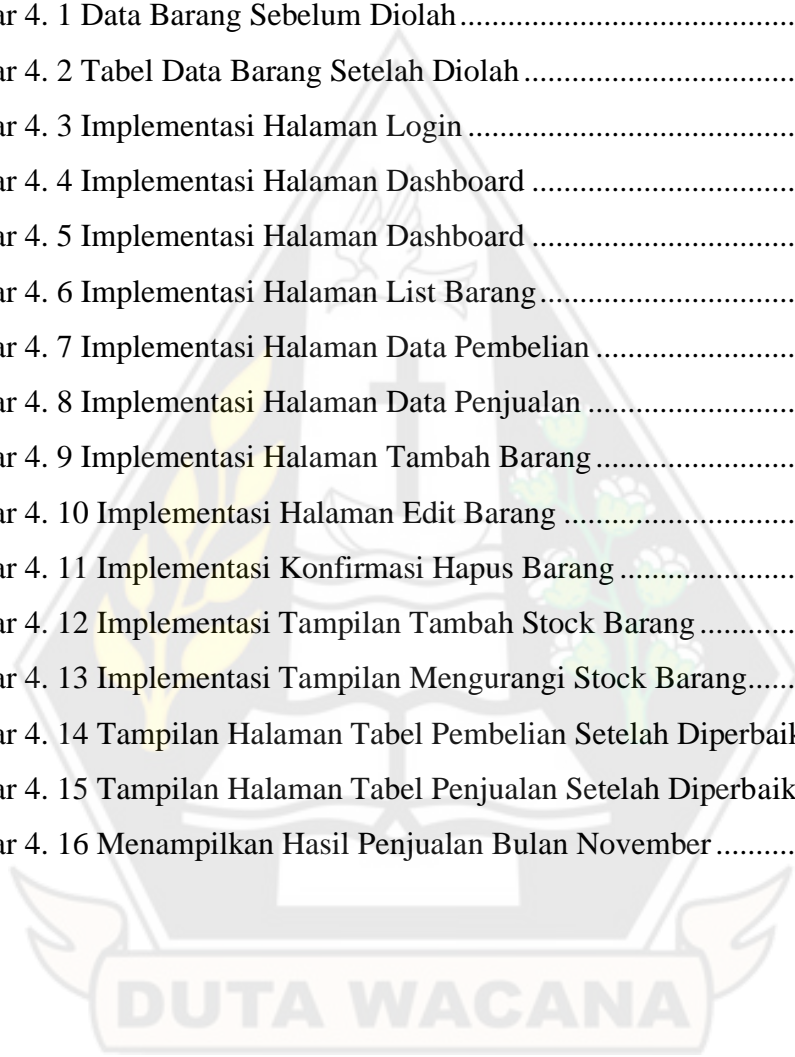 ar 4. 1 Data Barang Sebelum Diolah..........................................
ar 4. 2 Tabel Data Barang Setelah Diolah..................................
ar 4. 3 Implementasi Halaman Login.........................................
ar 4. 4 Implementasi Halaman Dashboard.................................
ar 4. 5 Implementasi Halaman Dashboard.................................
ar 4. 6 Implementasi Halaman List Barang................................
ar 4. 7 Implementasi Halaman Data Pembelian.........................
ar 4. 8 Implementasi Halaman Data Penjualan..........................
ar 4. 9 Implementasi Halaman Tambah Barang.........................
ar 4. 10 Implementasi Halaman Edit Barang.............................
ar 4. 11 Implementasi Konfirmasi Hapus Barang......................
ar 4. 12 Implementasi Tampilan Tambah Stock Barang............
ar 4. 13 Implementasi Tampilan Mengurangi Stock Barang......
ar 4. 14 Tampilan Halaman Tabel Pembelian Setelah Diperbaik
ar 4. 15 Tampilan Halaman Tabel Penjualan Setelah Diperbaik
ar 4. 16 Menampilkan Hasil Penjualan Bulan November..........
DUTA WACANA